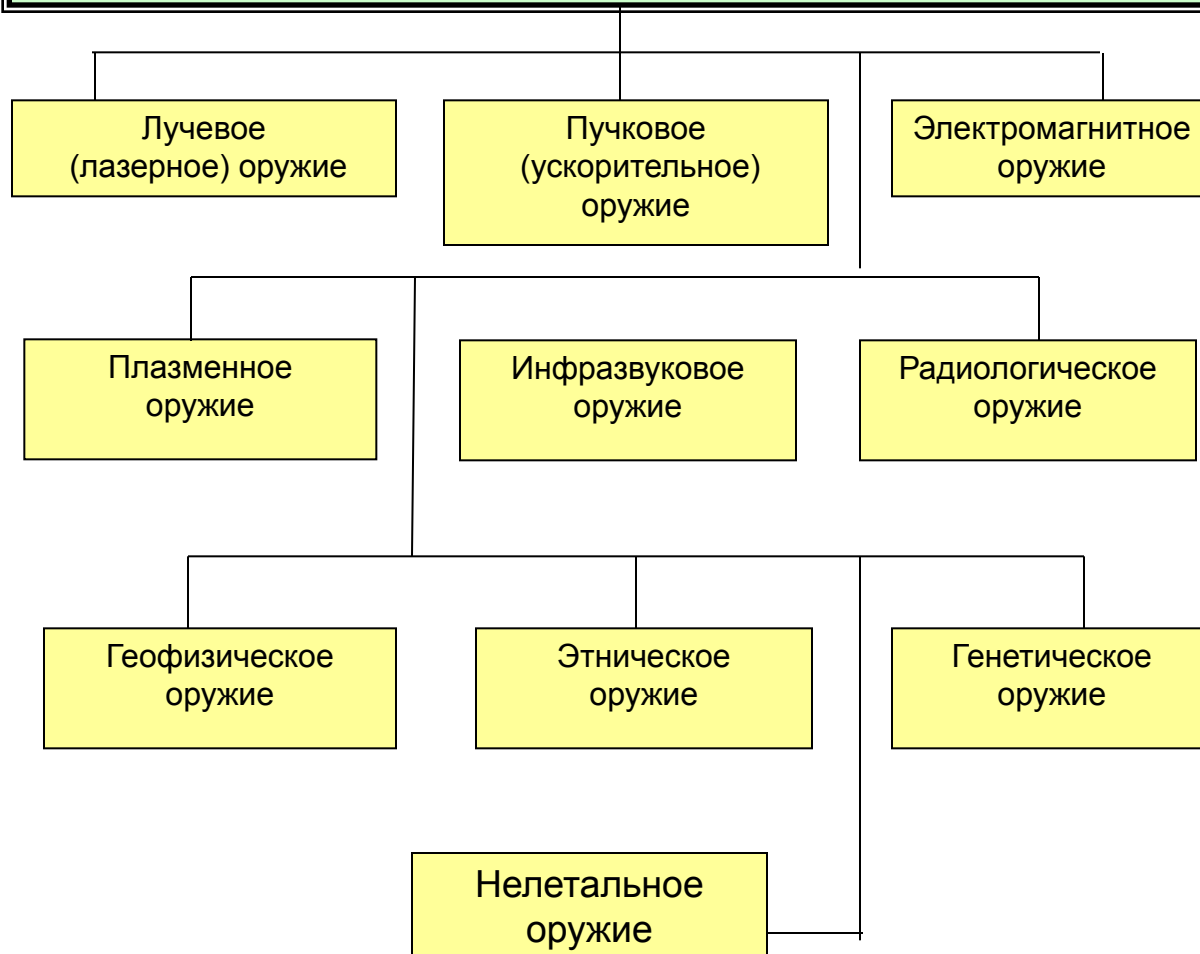 Лучевое
(лазерное) оружие
Пучковое
(ускорительное)
оружие
Электромагнитное
оружие
Плазменное
оружие
Инфразвуковое
оружие
Радиологическое
оружие
Геофизическое
оружие
Этническое
оружие
Генетическое
оружие
Нелетальное
оружие